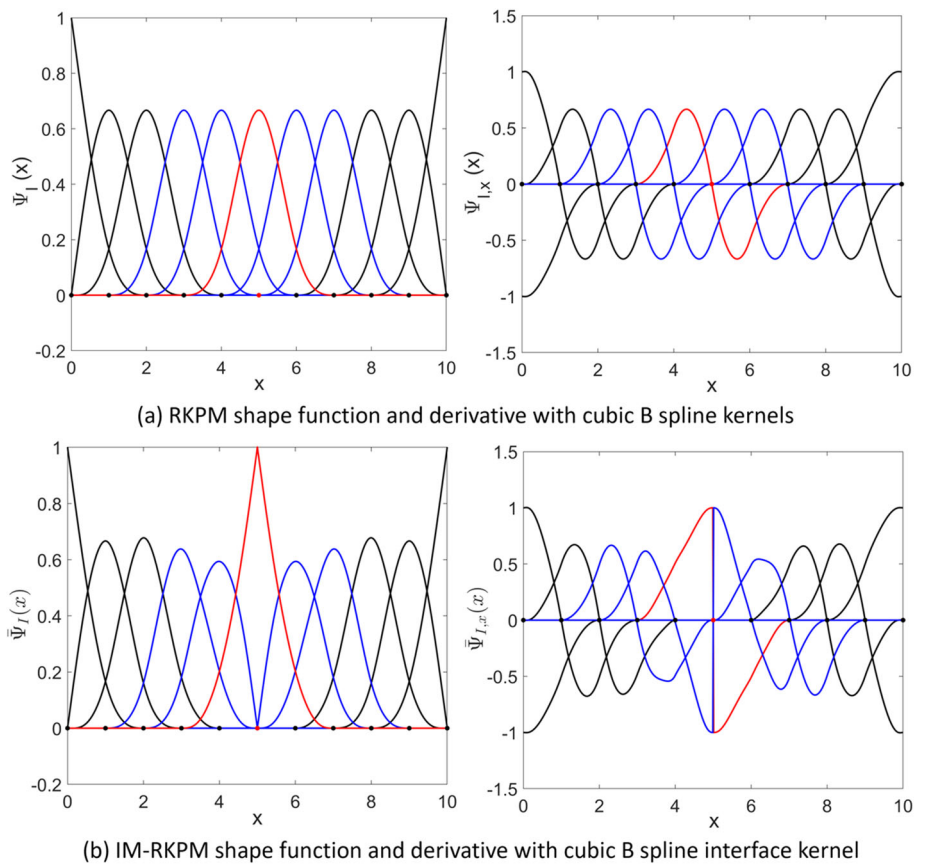 1
0.8
0.6
0.4
0.2
0
-0.2
Ψ_I (x)
0 2 4 6 8 10
x
1.5
1
0.5
0
-0.5
-1
-1.5
Ψ_I,x (x)
0 2 4 6 8 10
x
(a) RKPM shape function and derivative with cubic B spline kernels
1
0.8
0.6
0.4
0.2
0
-0.2
Ψ̄_I(x)
0 2 4 6 8 10
x
1.5
1
0.5
0
-0.5
-1
-1.5
Ψ̄_I,x(x)
0 2 4 6 8 10
x
(b) IM-RKPM shape function and derivative with cubic B spline interface kernel